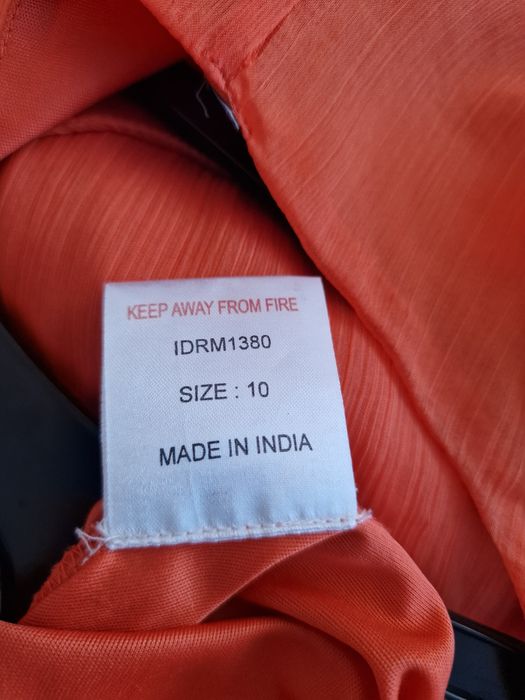 KEEP AWAY FROM FIRE
IDRM1380
SIZE : 10
MADE IN INDIA